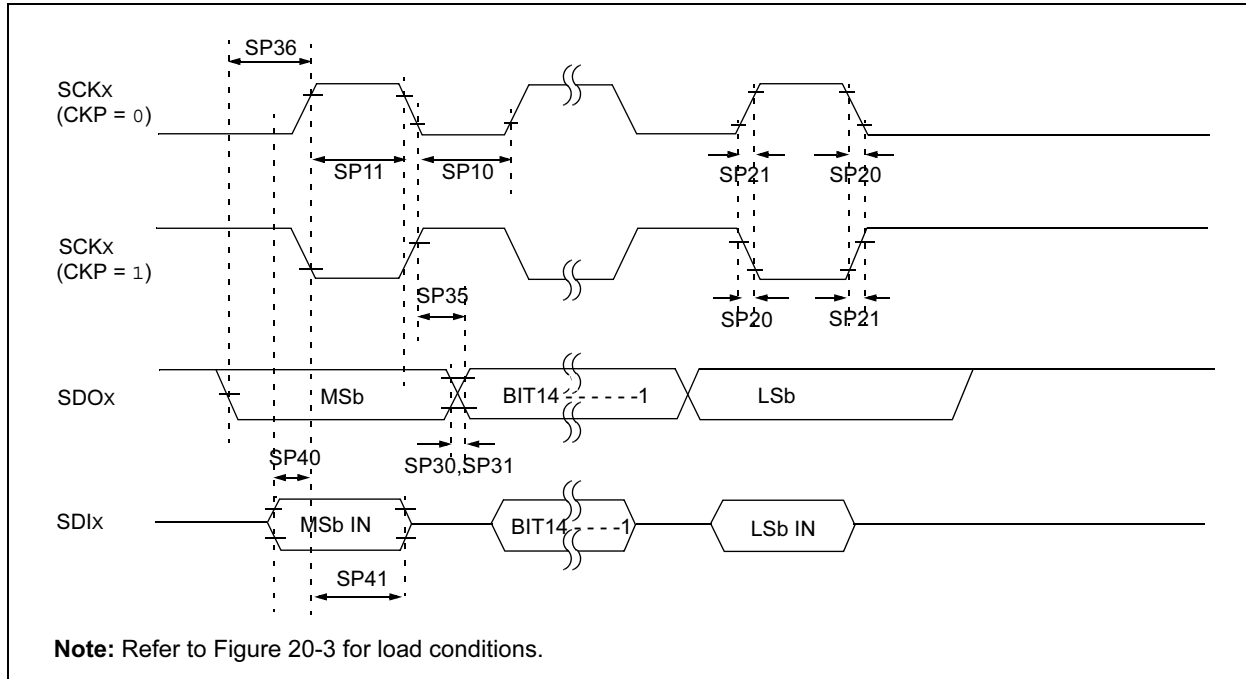 SP36
SCKx
(CKP = 0)
SP11
SP10
SP21
SP20
SCKx
(CKP = 1)
SP35
SP20
SP21
SDOx
MSb
BIT14 - - - - - -1
LSb
SP40
SP30,SP31
SDIx
MSb IN
BIT14 - - - -1
LSb IN
SP41
Note: Refer to Figure 20-3 for load conditions.